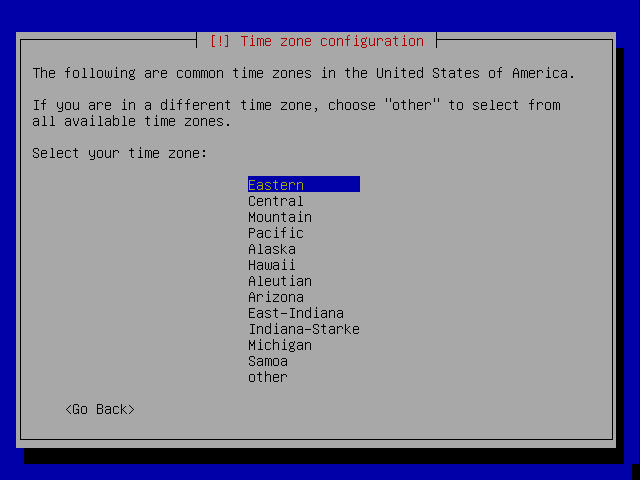 [!] Time zone configuration
The following are common time zones in the United States of America.
If you are in a different time zone, choose "other" to select from
all available time zones.
Select your time zone:
Eastern
Central
Mountain
Pacific
Alaska
Hawaii
Aleutian
Arizona
East-Indiana
Indiana-Starke
Michigan
Samoa
other
<Go Back>